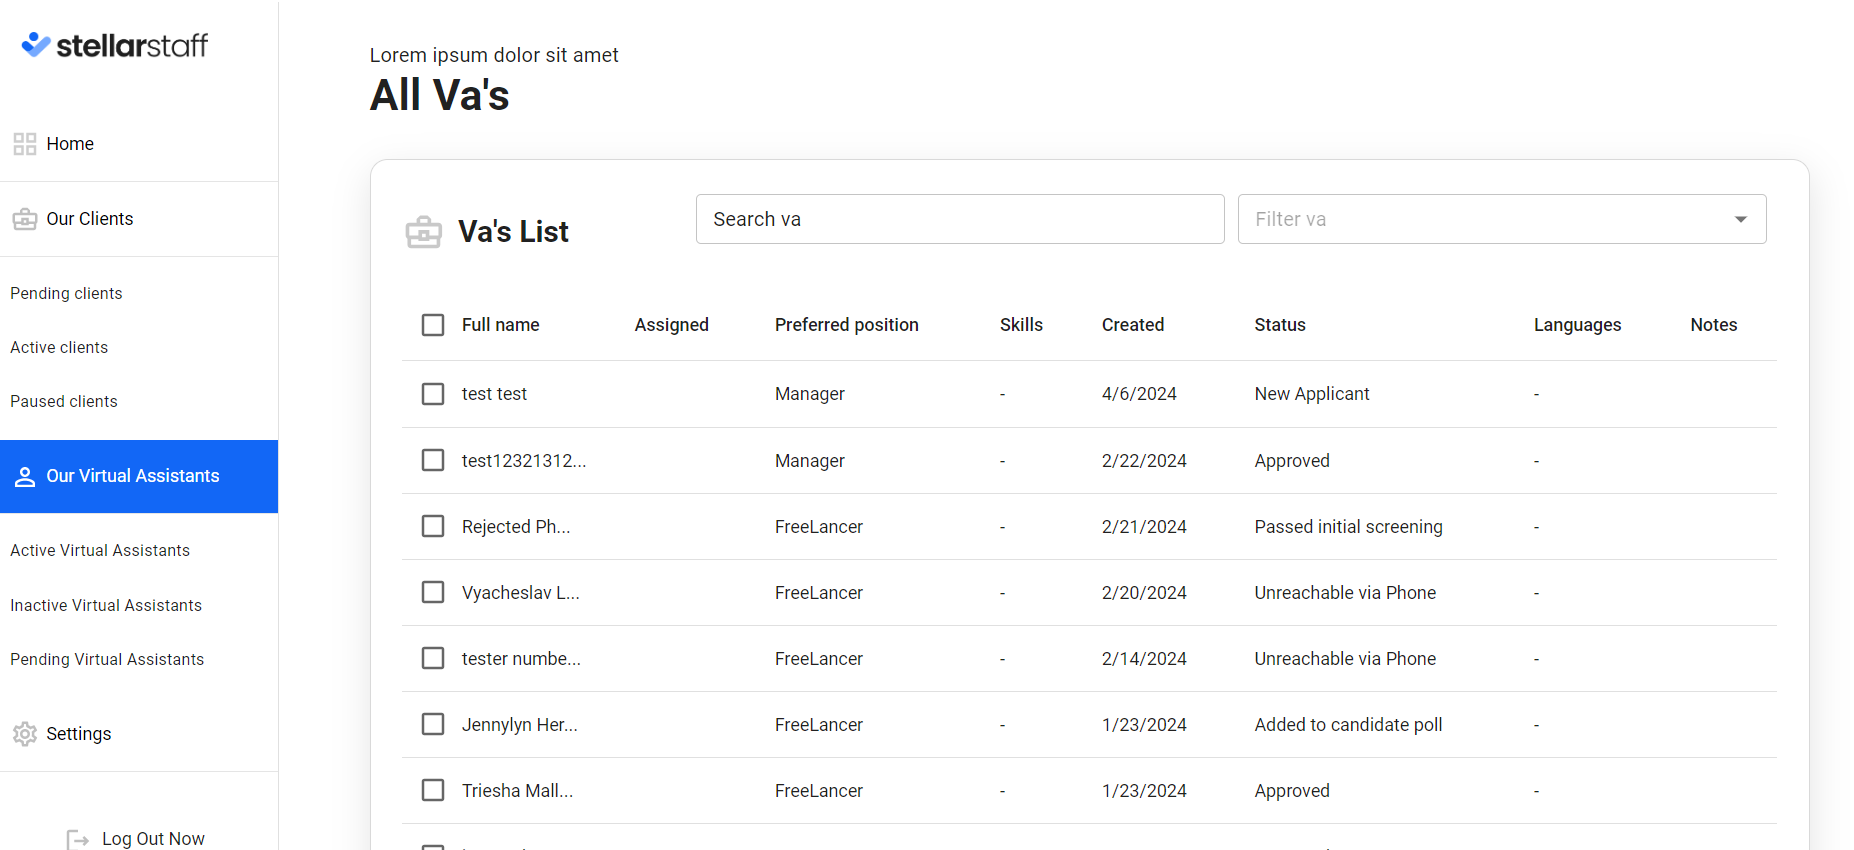 stellarstaff
Home
Our Clients
Pending clients
Active clients
Paused clients
Our Virtual Assistants
Active Virtual Assistants
Inactive Virtual Assistants
Pending Virtual Assistants
Settings
Log Out Now
Lorem ipsum dolor sit amet
All Va's
Va's List
Search va
Filter va
Full name Assigned Preferred position Skills Created Status Languages Notes
test test Manager - 4/6/2024 New Applicant -
test12321312... Manager - 2/22/2024 Approved -
Rejected Ph... FreeLancer - 2/21/2024 Passed initial screening -
Vyacheslav L... FreeLancer - 2/20/2024 Unreachable via Phone -
tester numbe... FreeLancer - 2/14/2024 Unreachable via Phone -
Jennylyn Her... FreeLancer - 1/23/2024 Added to candidate poll -
Triesha Mall... FreeLancer - 1/23/2024 Approved -